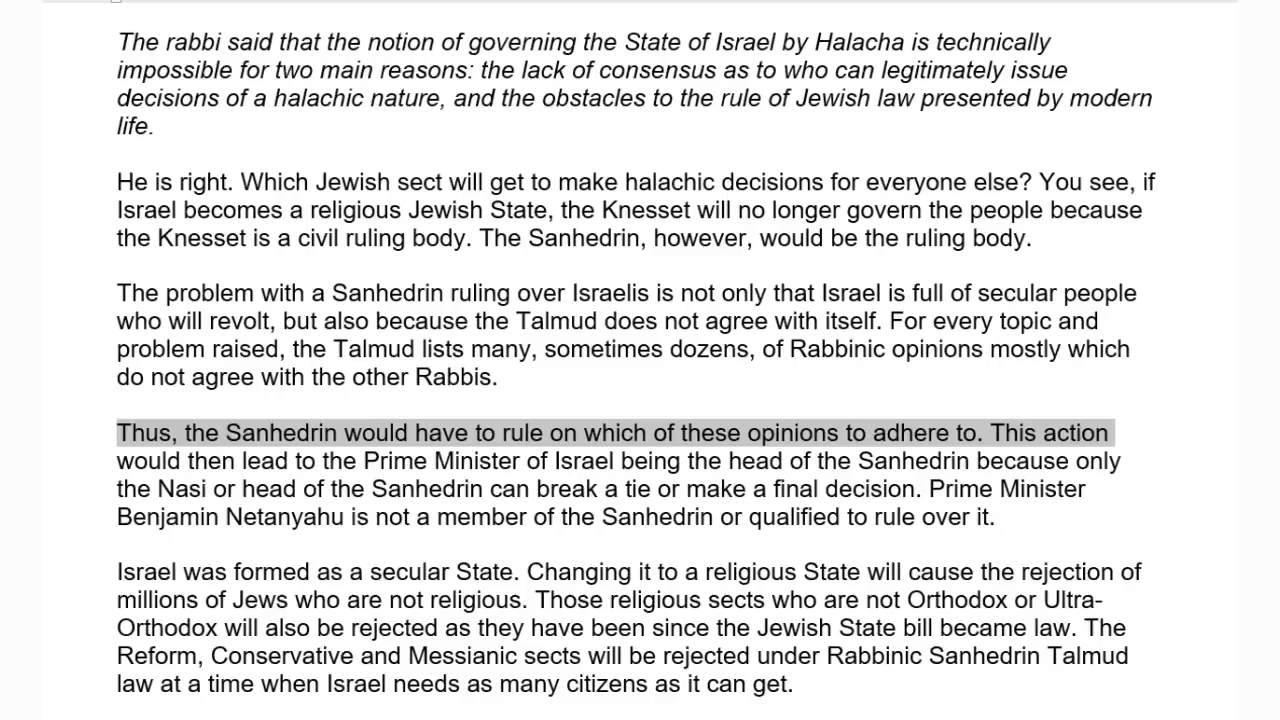 The rabbi said that the notion of governing the State of Israel by Halacha is technically
impossible for two main reasons: the lack of consensus as to who can legitimately issue
decisions of a halachic nature, and the obstacles to the rule of Jewish law presented by modern
life.
He is right. Which Jewish sect will get to make halachic decisions for everyone else? You see, if
Israel becomes a religious Jewish State, the Knesset will no longer govern the people because
the Knesset is a civil ruling body. The Sanhedrin, however, would be the ruling body.
The problem with a Sanhedrin ruling over Israelis is not only that Israel is full of secular people
who will revolt, but also because the Talmud does not agree with itself. For every topic and
problem raised, the Talmud lists many, sometimes dozens, of Rabbinic opinions mostly which
do not agree with the other Rabbis.
Thus, the Sanhedrin would have to rule on which of these opinions to adhere to. This action
would then lead to the Prime Minister of Israel being the head of the Sanhedrin because only
the Nasi or head of the Sanhedrin can break a tie or make a final decision. Prime Minister
Benjamin Netanyahu is not a member of the Sanhedrin or qualified to rule over it.
Israel was formed as a secular State. Changing it to a religious State will cause the rejection of
millions of Jews who are not religious. Those religious sects who are not Orthodox or Ultra-
Orthodox will also be rejected as they have been since the Jewish State bill became law. The
Reform, Conservative and Messianic sects will be rejected under Rabbinic Sanhedrin Talmud
law at a time when Israel needs as many citizens as it can get.